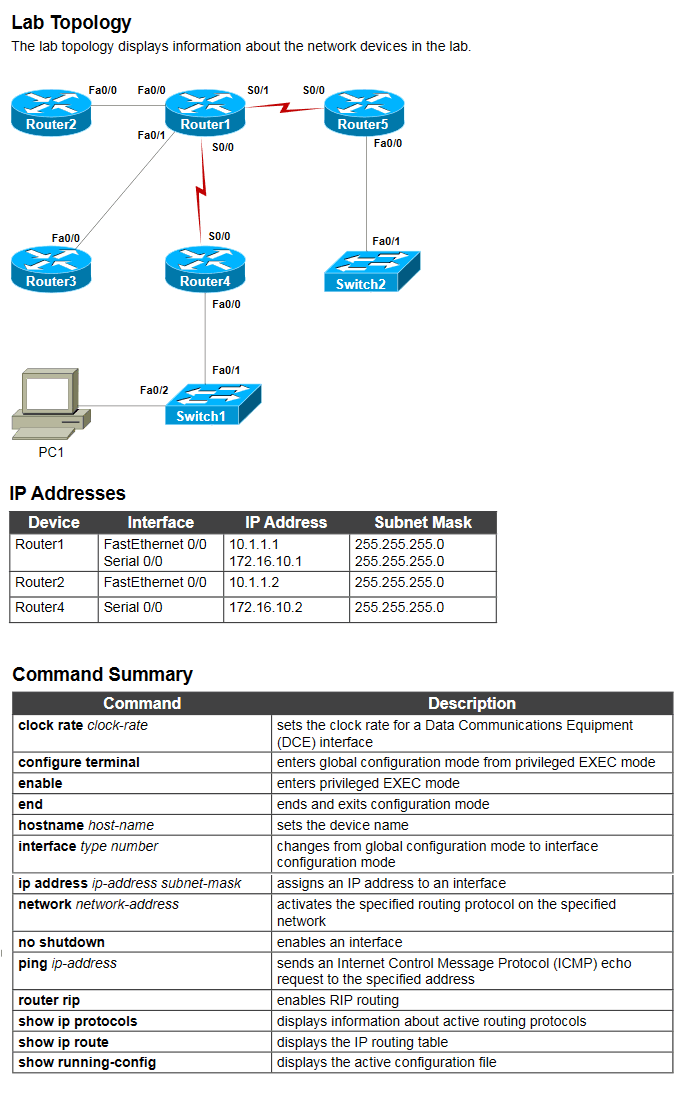 Lab Topology
The lab topology displays information about the network devices in the lab.
Fa0/0 Fa0/0 S0/1 S0/0
Router2 Router1 Router5
Fa0/1 S0/0 Fa0/0
Fa0/0 S0/0 Fa0/1
Router3 Router4 Switch2
Fa0/0
Fa0/1
Fa0/2
Switch1
PC1
IP Addresses
Device Interface IP Address Subnet Mask
Router1 FastEthernet 0/0 10.1.1.1 255.255.255.0
Serial 0/0 172.16.10.1 255.255.255.0
Router2 FastEthernet 0/0 10.1.1.2 255.255.255.0
Router4 Serial 0/0 172.16.10.2 255.255.255.0
Command Summary
Command Description
clock rate clock-rate sets the clock rate for a Data Communications Equipment
(DCE) interface
configure terminal enters global configuration mode from privileged EXEC mode
enable enters privileged EXEC mode
end ends and exits configuration mode
hostname host-name sets the device name
interface type number changes from global configuration mode to interface
configuration mode
ip address ip-address subnet-mask assigns an IP address to an interface
network network-address activates the specified routing protocol on the specified
network
no shutdown enables an interface
ping ip-address sends an Internet Control Message Protocol (ICMP) echo
request to the specified address
router rip enables RIP routing
show ip protocols displays information about active routing protocols
show ip route displays the IP routing table
show running-config displays the active configuration file